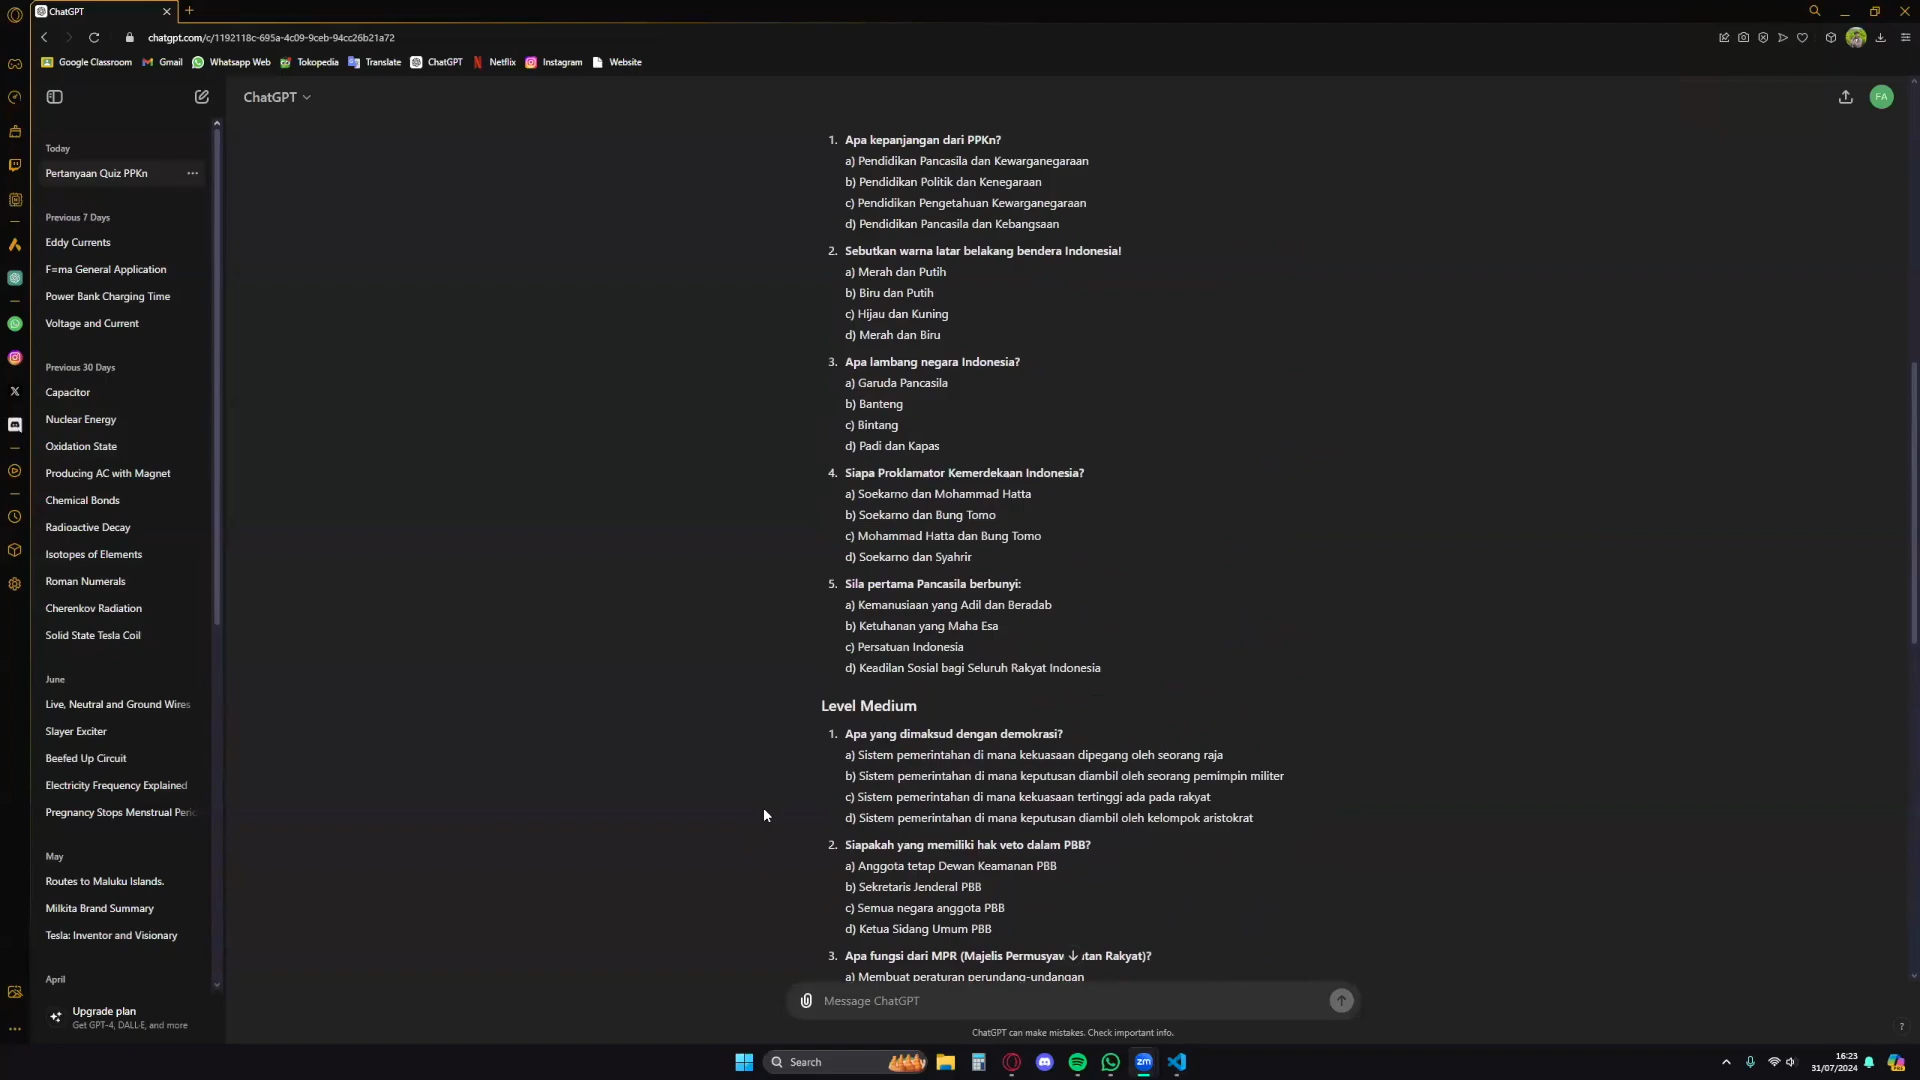 ChatGPT
chatgpt.com/c/1192118c-695a-4c09-9ceb-94cc26b21a72
Google Classroom
Gmail
Whatsapp Web
Tokopedia
Translate
ChatGPT
Netflix
Instagram
Website
ChatGPT
FA
Today
Pertanyaan Quiz PPKn
Previous 7 Days
Eddy Currents
F=ma General Application
Power Bank Charging Time
Voltage and Current
Previous 30 Days
Capacitor
Nuclear Energy
Oxidation State
Producing AC with Magnet
Chemical Bonds
Radioactive Decay
Isotopes of Elements
Roman Numerals
Cherenkov Radiation
Solid State Tesla Coil
June
Live, Neutral and Ground Wires
Slayer Exciter
Beefed Up Circuit
Electricity Frequency Explained
Pregnancy Stops Menstrual Peric
May
Routes to Maluku Islands.
Milkita Brand Summary
Tesla: Inventor and Visionary
April
Upgrade plan
Get GPT-4, DALL·E, and more
1. Apa kepanjangan dari PPKn?
a) Pendidikan Pancasila dan Kewarganegaraan
b) Pendidikan Politik dan Kenegaraan
c) Pendidikan Pengetahuan Kewarganegaraan
d) Pendidikan Pancasila dan Kebangsaan
2. Sebutkan warna latar belakang bendera Indonesia!
a) Merah dan Putih
b) Biru dan Putih
c) Hijau dan Kuning
d) Merah dan Biru
3. Apa lambang negara Indonesia?
a) Garuda Pancasila
b) Banteng
c) Bintang
d) Padi dan Kapas
4. Siapa Proklamator Kemerdekaan Indonesia?
a) Soekarno dan Mohammad Hatta
b) Soekarno dan Bung Tomo
c) Mohammad Hatta dan Bung Tomo
d) Soekarno dan Syahrir
5. Sila pertama Pancasila berbunyi:
a) Kemanusiaan yang Adil dan Beradab
b) Ketuhanan yang Maha Esa
c) Persatuan Indonesia
d) Keadilan Sosial bagi Seluruh Rakyat Indonesia
Level Medium
1. Apa yang dimaksud dengan demokrasi?
a) Sistem pemerintahan di mana kekuasaan dipegang oleh seorang raja
b) Sistem pemerintahan di mana keputusan diambil oleh seorang pemimpin militer
c) Sistem pemerintahan di mana kekuasaan tertinggi ada pada rakyat
d) Sistem pemerintahan di mana keputusan diambil oleh kelompok aristokrat
2. Siapakah yang memiliki hak veto dalam PBB?
a) Anggota tetap Dewan Keamanan PBB
b) Sekretaris Jenderal PBB
c) Semua negara anggota PBB
d) Ketua Sidang Umum PBB
3. Apa fungsi dari MPR (Majelis Permusyaw tan Rakyat)?
a) Membuat peraturan perundang-undangan
Message ChatGPT
ChatGPT can make mistakes. Check important info.
?
Search
zm
16:23
31/07/2024